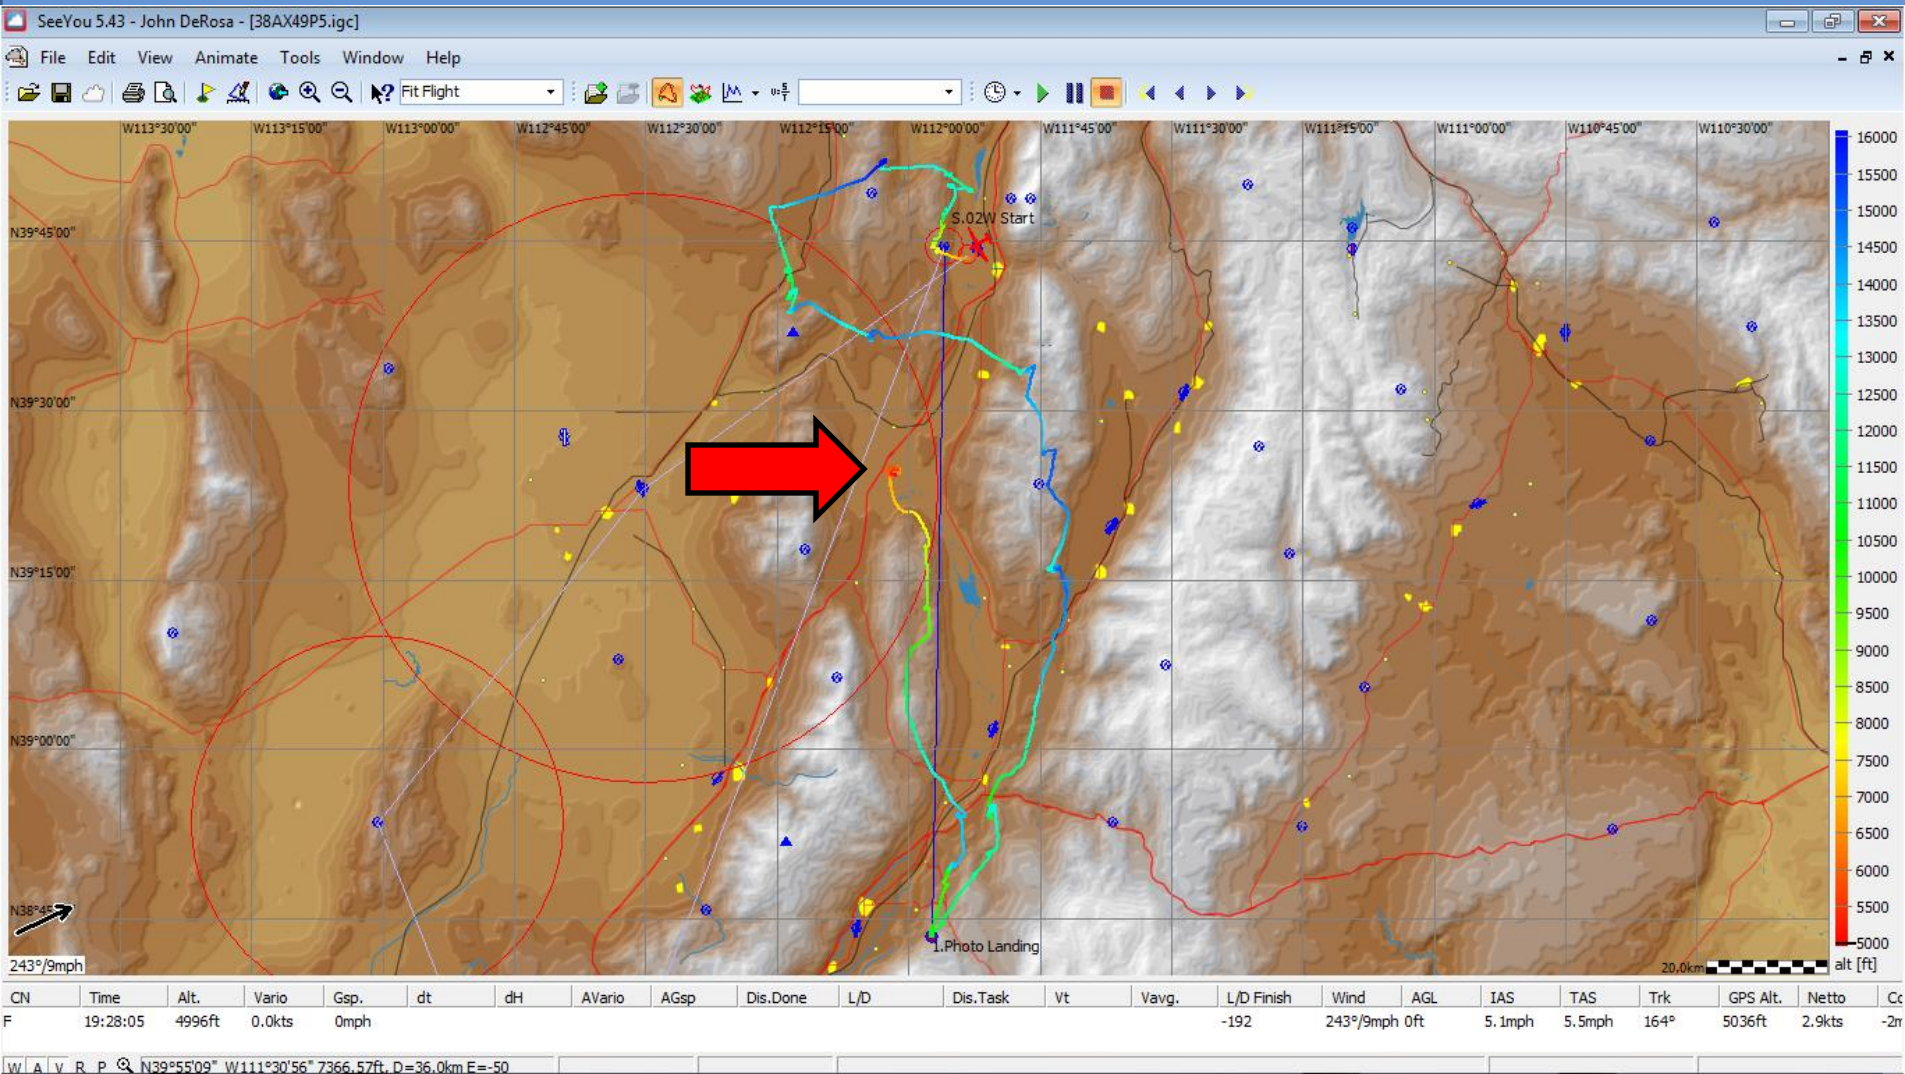 SeeYou 5.43 - John DeRosa - [38AX49P5.igc]
File Edit View Animate Tools Window Help
Fit Flight
W113°30'00" W113°15'00" W113°00'00" W112°45'00" W112°30'00" W112°15'00" W112°00'00" W111°45'00" W111°30'00" W111°15'00" W111°00'00" W110°45'00" W110°30'00"
16000
15500
15000
S.02W Start
N39°45'00"
14500
14000
13500
13000
12500
N39°30'00"
12000
11500
11000
10500
N39°15'00"
10000
9500
9000
8500
8000
N39°00'00"
7500
7000
6500
6000
5500
N38°45'
5000
1.Photo Landing
243°/9mph
20.0km
alt [ft]
CN Time Alt. Vario Gsp. dt dH AVario AGsp Dis.Done L/D Dis.Task Vt Vavg. L/D Finish Wind AGL IAS TAS Trk GPS Alt. Netto
F 19:28:05 4996ft 0.0kts 0mph -192 243°/9mph 0ft 5.1mph 5.5mph 164° 5036ft 2.9kts
W A V R P N39°55'09" W111°30'56" 7366.57ft, D=36.0km E=-50